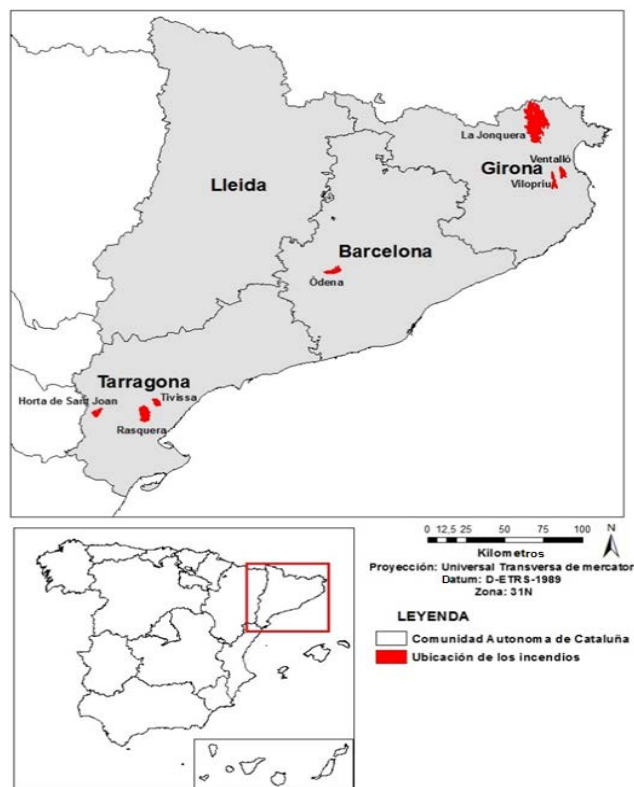 La Jonquera
Ventalló
Girona
Vilopriu
Lleida
Barcelona
Òdena
Tarragona
Horta de Sant Joan
Tivissa
Rasquera
0 12,5 25 50 75 100
N
Kilometros
Proyección: Universal Transversa de mercator
Datum: D-ETRS-1989
Zona: 31N
LEYENDA
Comunidad Autonoma de Cataluña
Ubicación de los incendios